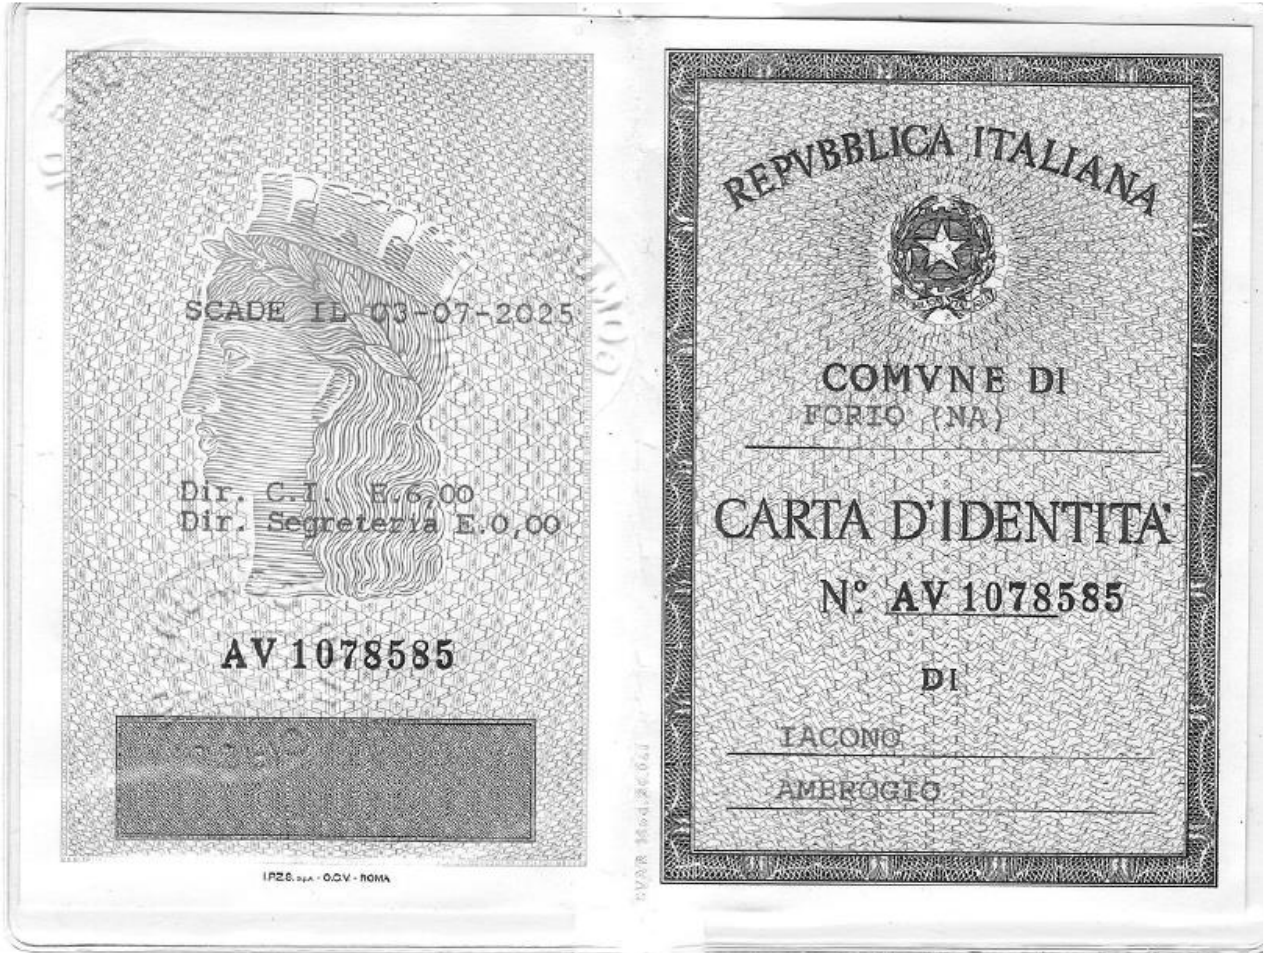 SCADE IL 03-07-2025
Dir. C.I. E.6,00
Dir. Segreteria E.0,00
AV 1078585
I.P.Z.S. S.p.A. - O.C.V. - ROMA
REPVBBLICA ITALIANA
COMVNE DI
FORIO (NA)
CARTA D'IDENTITA'
N° AV 1078585
DI
IACONO
AMBROGIO